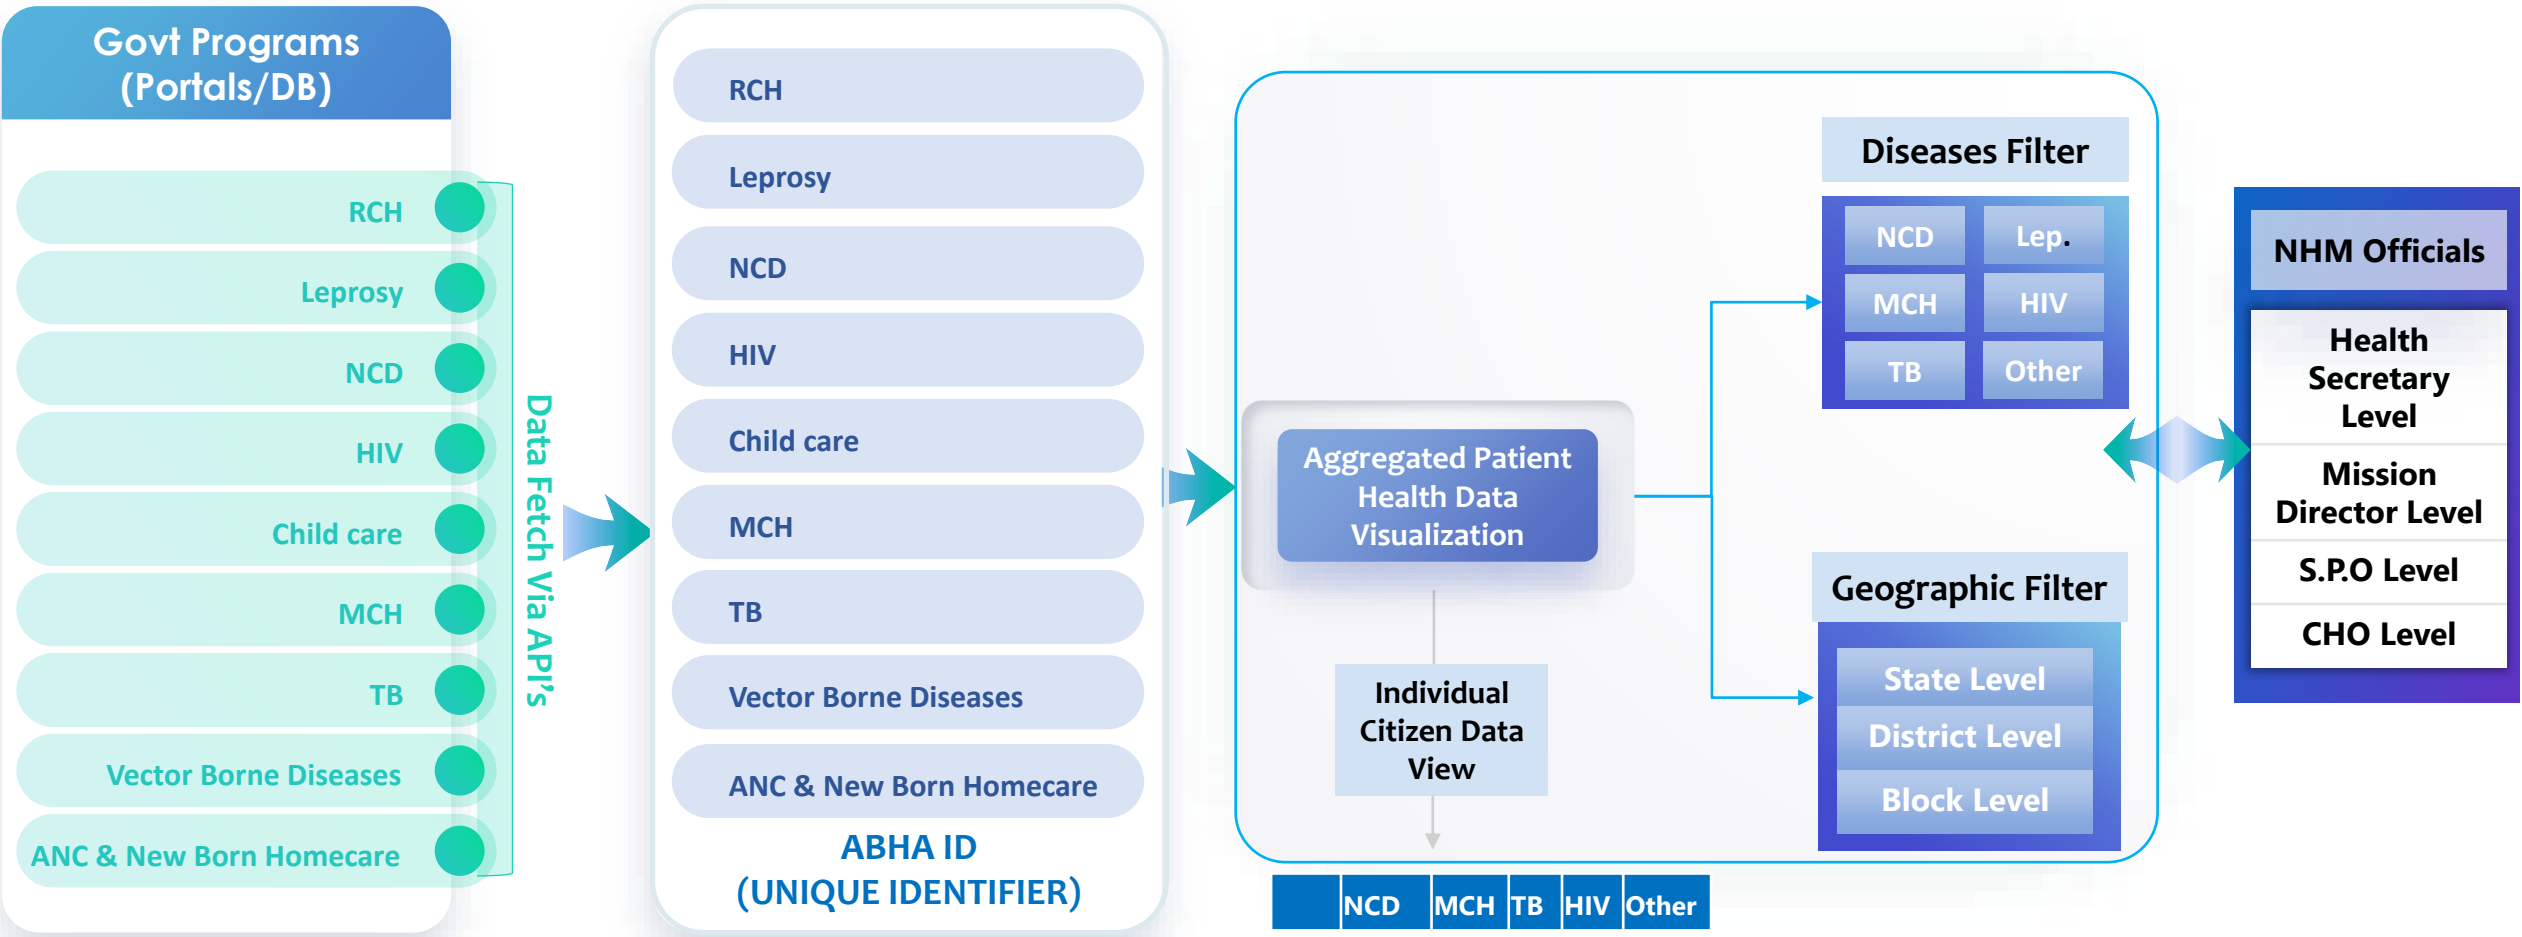 Govt Programs
(Portals/DB)
RCH
Leprosy
NCD
HIV
Child care
MCH
TB
Vector Borne Diseases
ANC & New Born Homecare
Data Fetch Via API's
RCH
Leprosy
NCD
HIV
Child care
MCH
TB
Vector Borne Diseases
ANC & New Born Homecare
ABHA ID
(UNIQUE IDENTIFIER)
Aggregated Patient
Health Data
Visualization
Individual
Citizen Data
View
NCD MCH TB HIV Other
Diseases Filter
NCD Lep.
MCH HIV
TB Other
Geographic Filter
State Level
District Level
Block Level
NHM Officials
Health
Secretary
Level
Mission
Director Level
S.P.O Level
CHO Level